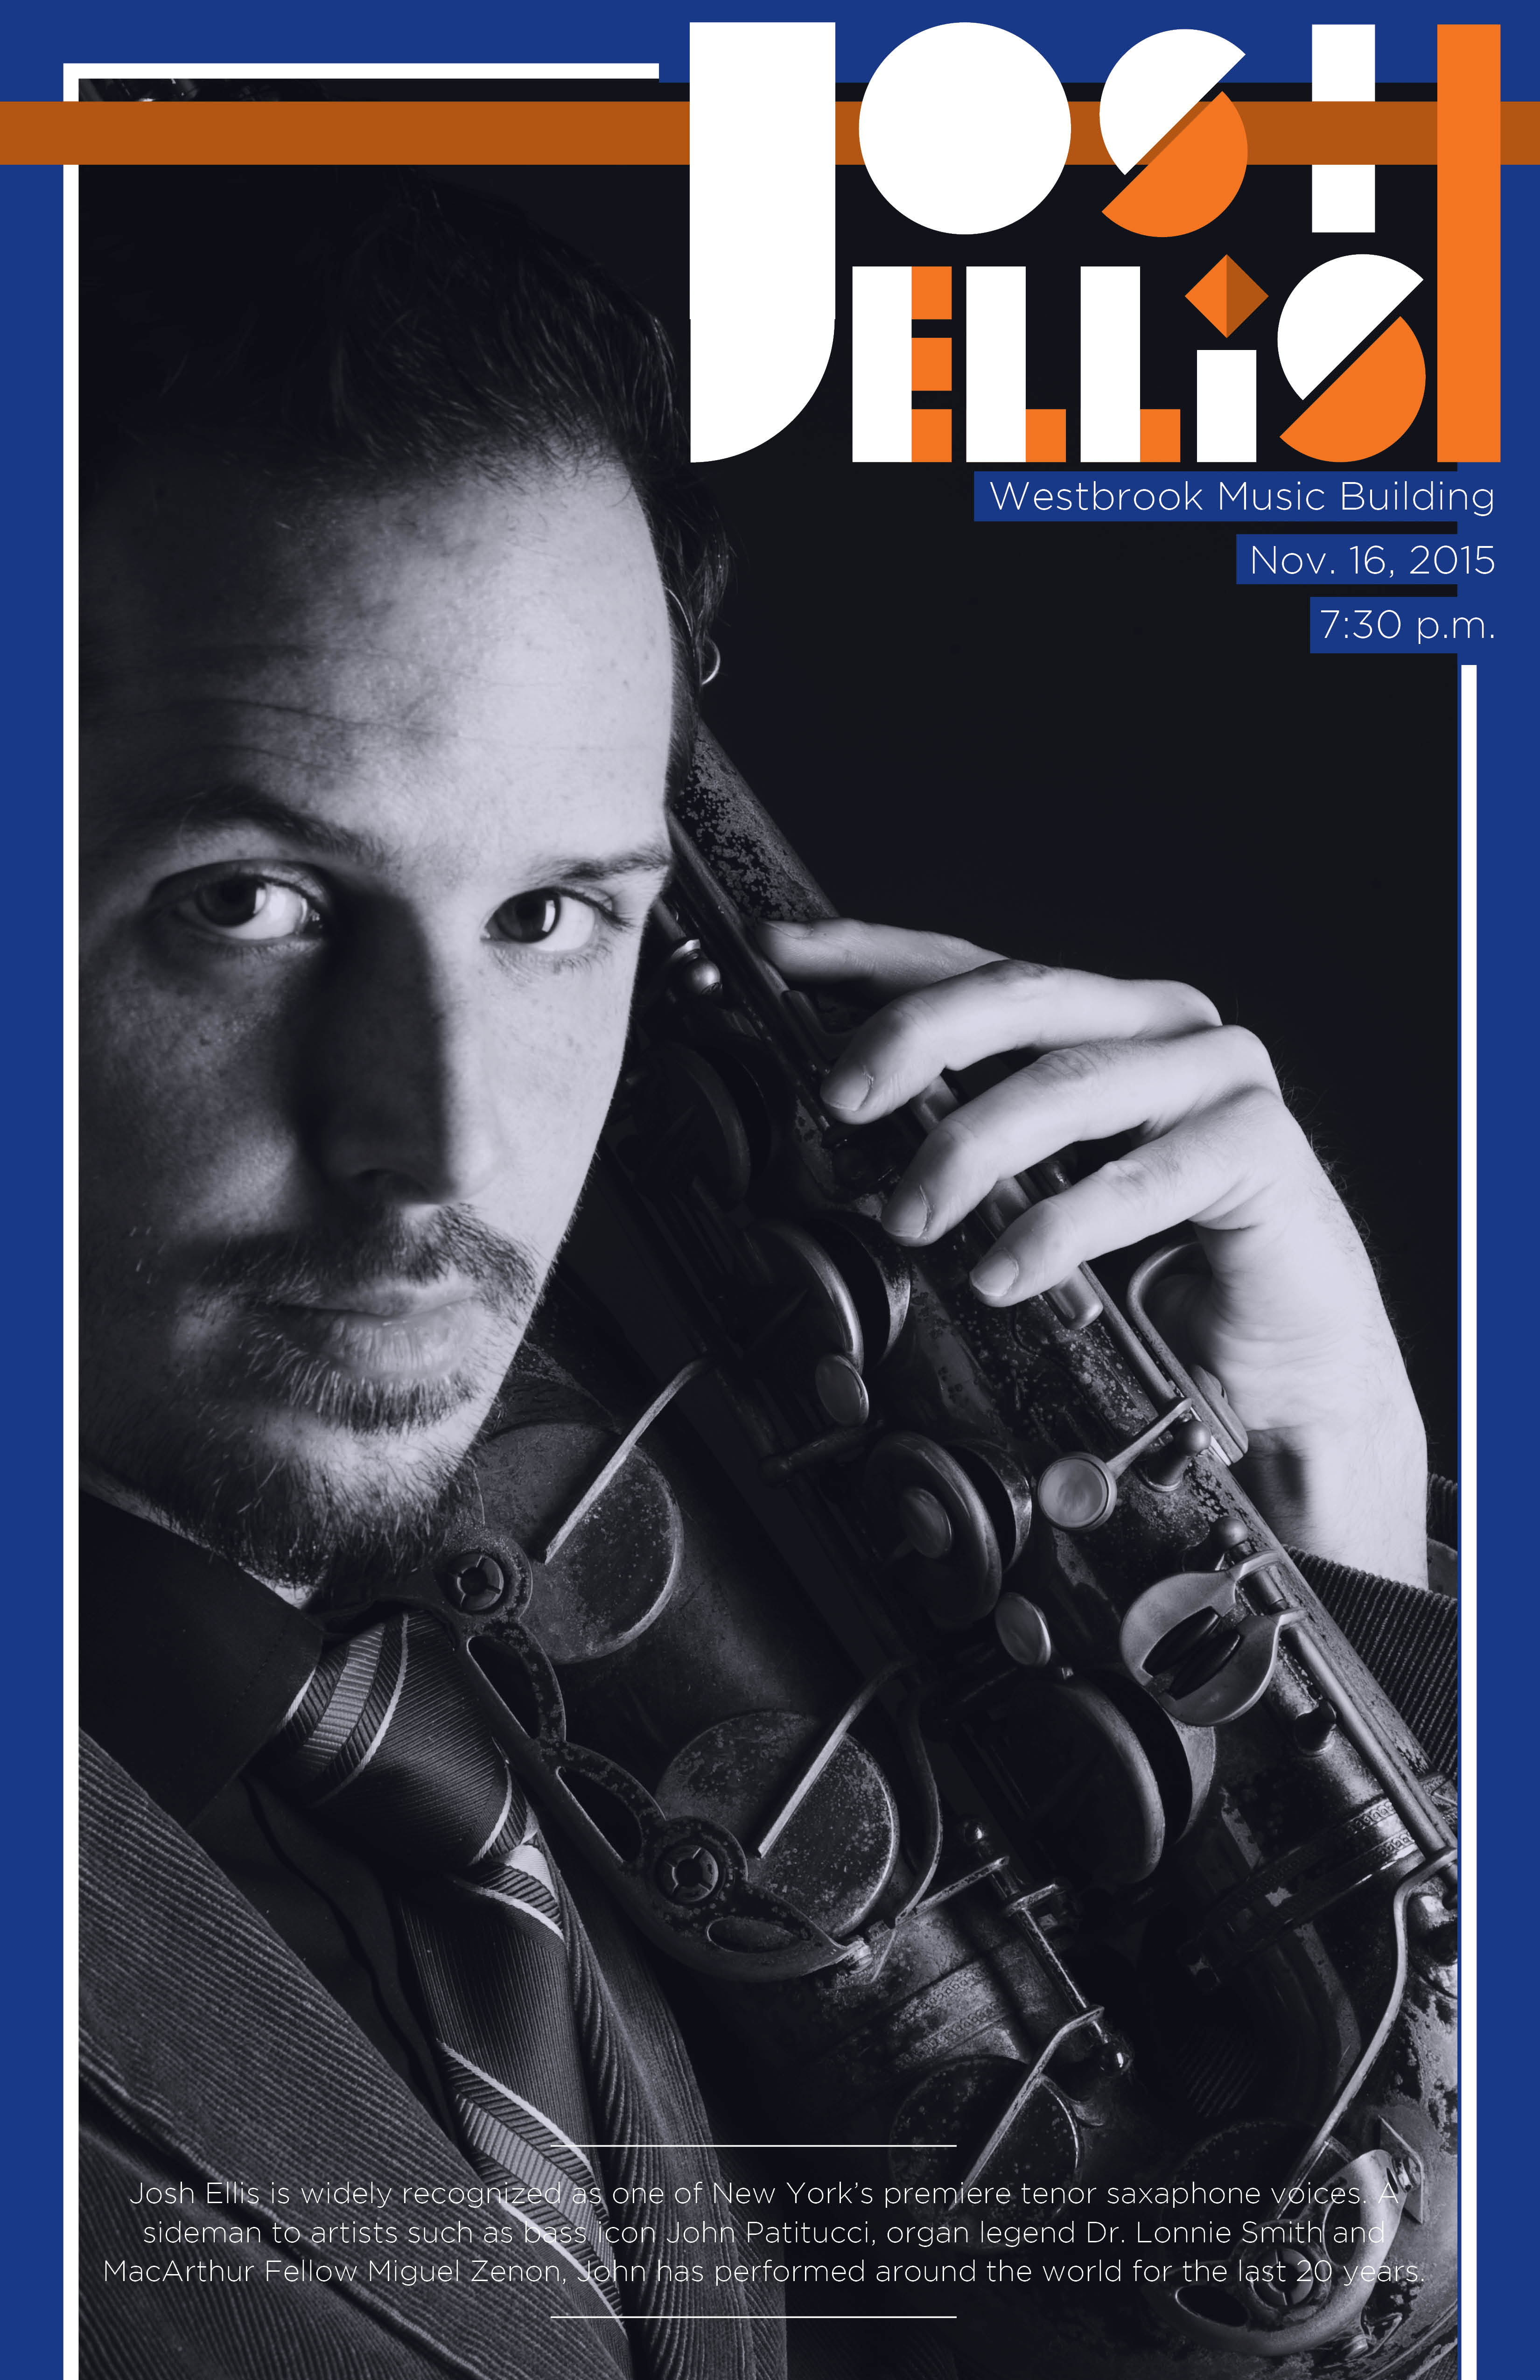 JOSH
ELLiS
Westbrook Music Building
Nov. 16, 2015
7:30 p.m.
Josh Ellis is widely recognized as one of New York's premiere tenor saxaphone voices. A
sideman to artists such as bass icon John Patitucci, organ legend Dr. Lonnie Smith and
MacArthur Fellow Miguel Zenon, John has performed around the world for the last 20 years.